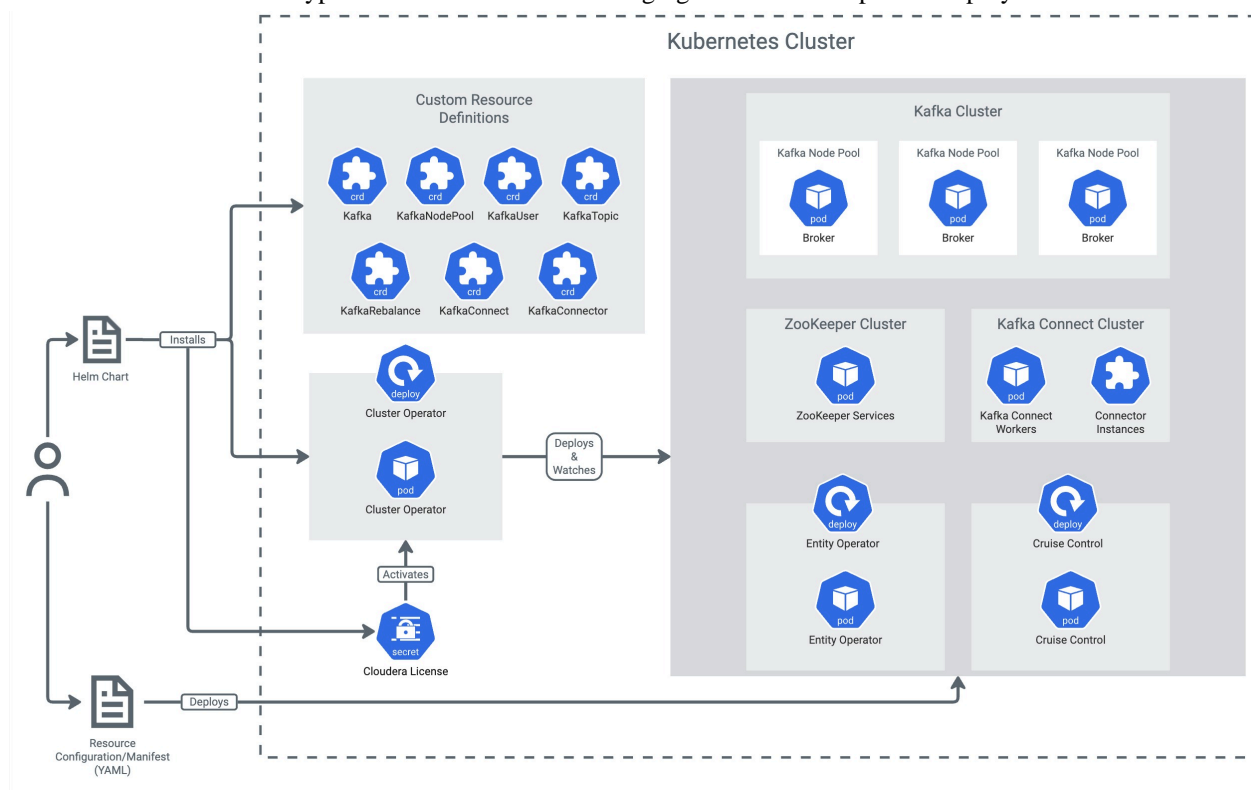 Kubernetes Cluster
Custom Resource
Definitions
crd
Kafka
crd
KafkaNodePool
crd
KafkaUser
crd
KafkaTopic
crd
KafkaRebalance
crd
KafkaConnect
crd
KafkaConnector
Helm Chart
Installs
deploy
Cluster Operator
pod
Cluster Operator
Deploys
&
Watches
Activates
secret
Cloudera License
Deploys
Resource
Configuration/Manifest
(YAML)
Kafka Cluster
Kafka Node Pool
pod
Broker
Kafka Node Pool
pod
Broker
Kafka Node Pool
pod
Broker
ZooKeeper Cluster
pod
ZooKeeper Services
Kafka Connect Cluster
pod
Kafka Connect
Workers
Connector
Instances
deploy
Entity Operator
pod
Entity Operator
deploy
Cruise Control
pod
Cruise Control